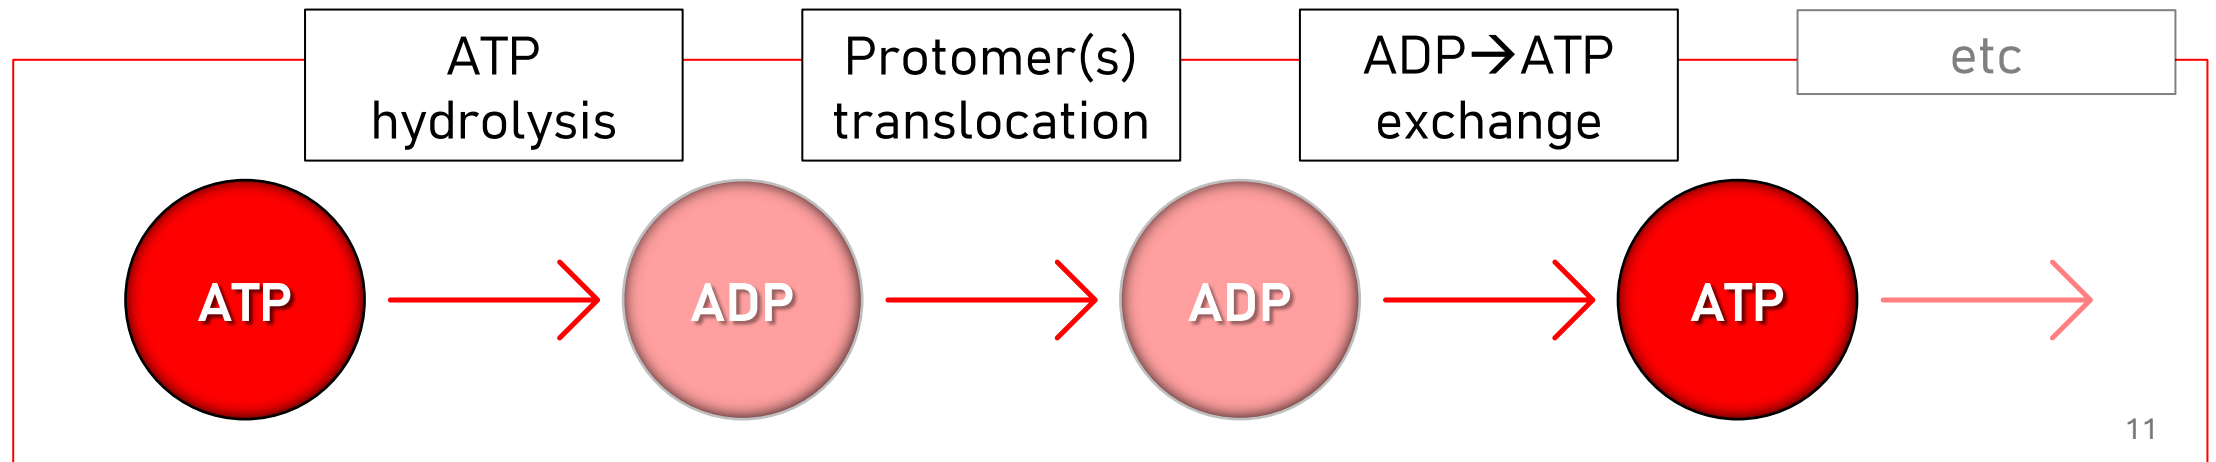 ATP
hydrolysis
Protomer(s)
translocation
ADP→ATP
exchange
etc
ATP
ADP
ADP
ATP
11